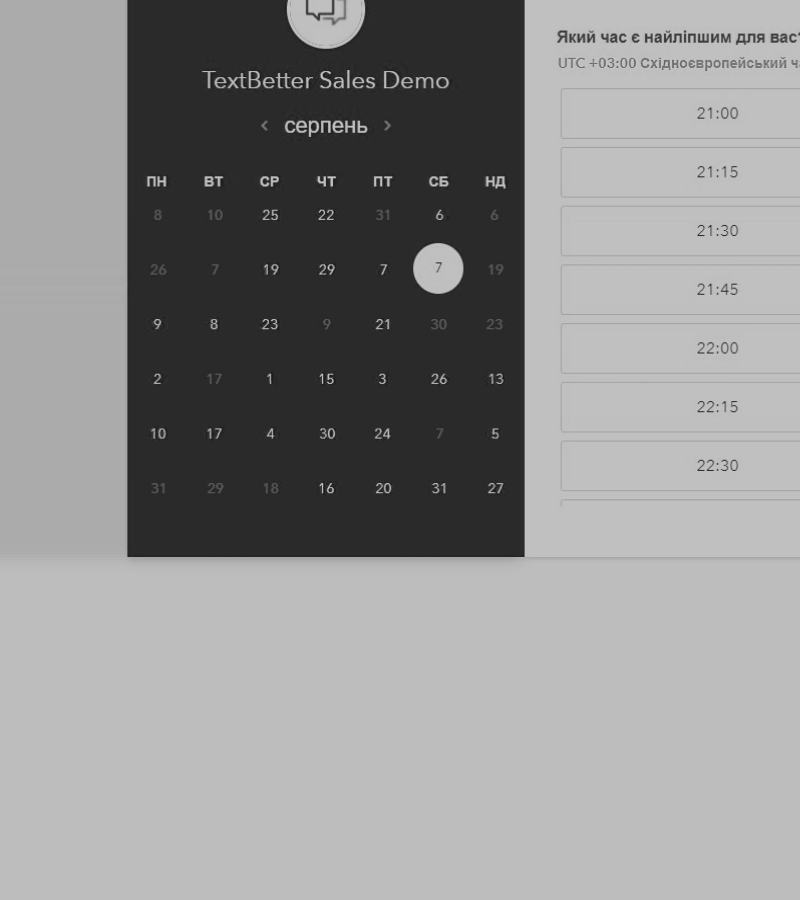 TextBetter Sales Demo
серпень
ПН ВТ СР ЧТ ПТ СБ НД
8 10 25 22 31 6 6
26 7 19 29 7 7 19
9 8 23 9 21 30 23
2 17 1 15 3 26 13
10 17 4 30 24 7 5
31 29 18 16 20 31 27
Який час є найліпшим для вас
UTC +03:00 Східноєвропейський
21:00
21:15
21:30
21:45
22:00
22:15
22:30